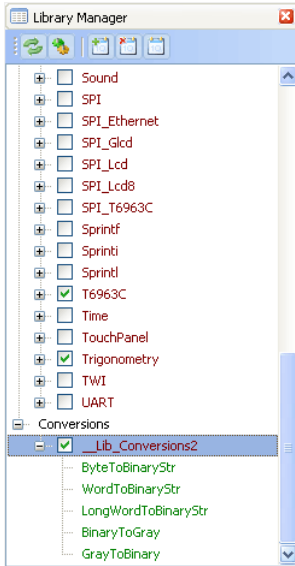 Library Manager
Sound
SPI
SPI_Ethernet
SPI_Glcd
SPI_Lcd
SPI_Lcd8
SPI_T6963C
Sprintf
Sprinti
Sprintl
T6963C
Time
TouchPanel
Trigonometry
TWI
UART
Conversions
__Lib_Conversions2
ByteToBinaryStr
WordToBinaryStr
LongWordToBinaryStr
BinaryToGray
GrayToBinary